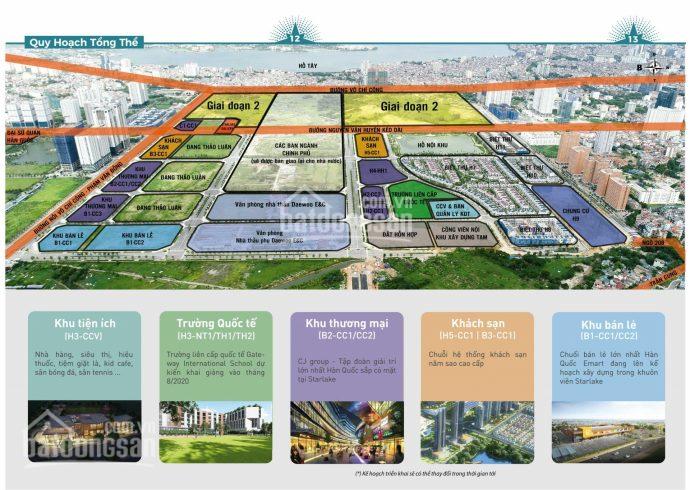 Quy Hoạch Tổng Thể
12
13
HỒ TÂY
B
ĐƯỜNG VÕ CHÍ CÔNG
Giai đoạn 2
Giai đoạn 2
ĐƯỜNG NGUYỄN VĂN HUYÊN KÉO DÀI
ĐẠI SỨ QUÁN
HÀN QUỐC
KHÁCH
SẠN
B3-CC1
ĐANG THẢO LUẬN
CÁC BAN NGÀNH
CHÍNH PHỦ
(sẽ được bàn giao lại cho nhà nước)
KHÁCH
SẠN
H5-CC1
HỒ NỘI KHU
BIỆT THỰ
H4-HH1
KHU
THƯƠNG MẠI
B2-CC1/CC2
ĐANG THẢO LUẬN
KHU
THƯƠNG MẠI
B1-CC3
ĐANG THẢO LUẬN
Văn phòng nhà thầu Daewoo E&C
TRƯỜNG LIÊN CẤP
QUỐC TẾ
CCV & BAN
QUẢN LÝ KĐT
CHUNG CƯ
H9
KHU BÁN LẺ
B1-CC1
KHU BÁN LẺ
B1-CC2
Văn phòng
Nhà thầu phụ Daewoo E&C
ĐẤT HỖN HỢP
CÔNG VIÊN NỘI
KHU XÂY DỰNG TẠM
BIỆT THỰ H8
NGÕ 208
TRẦN CUNG
batdongsan
.com.vn
Khu tiện ích
(H3-CCV)
Nhà hàng, siêu thị, hiệu
thuốc, tiệm giặt là, kid cafe,
sân bóng đá, sân tennis ...
Trường Quốc tế
(H3-NT1/TH1/TH2)
Trường liên cấp quốc tế Gate-
way International School dự
kiến khai giảng vào tháng
8/2020
Khu thương mại
(B2-CC1/CC2)
CJ group - Tập đoàn giải trí
lớn nhất Hàn Quốc sắp có mặt
tại Starlake
Khách sạn
(H5-CC1 | B3-CC1)
Chuỗi hệ thống khách sạn
năm sao cao cấp
Khu bán lẻ
(B1-CC1/CC2)
Chuỗi bán lẻ lớn nhất Hàn
Quốc Emart đang lên kế
hoạch xây dựng trong khuôn
viên Starlake
batdongsan
.com.vn
(*) Kế hoạch triển khai sẽ có thể thay đổi trong thời gian tới